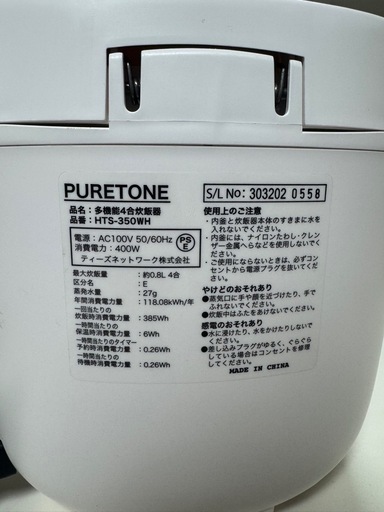 PURETONE
品名：多機能4合炊飯器
品番：HTS-350WH
電源：AC100V 50/60Hz
消費電力：400W
PS
E
ティーズネットワーク株式会社
最大炊飯量：約0.8L 4合
区分名：E
蒸発水量：27g
年間消費電力量：118.08kWh/年
一回当たりの
炊飯時消費電力量：385Wh
一時間当たりの
保温時消費電力量：6Wh
一時間当たりのタイマー
予約時消費電力量：0.26Wh
一時間当たりの
待機時消費電力量：0.26Wh
S/L No: 303202 0558
使用上のご注意
・内釜と炊飯器本体のすきまに水を
入れないでください。
・内釜には、ナイロンたわし・クレン
ザー金属へらなどを使用しないで
ください。
・ご使用にならないときは、必ずコン
セントから電源プラグを抜いてくだ
さい。
やけどのおそれあり
●蒸気口に手や顔を近づけたり、手で
ふれないでください。
●炊飯中はふたをあけないでください。
感電のおそれあり
●水に浸けたり、水をかけたりしない
でください。
●差し込みプラグがゆるく、ぐらぐら
している場合はコンセントを修理
してください。
MADE IN CHINA